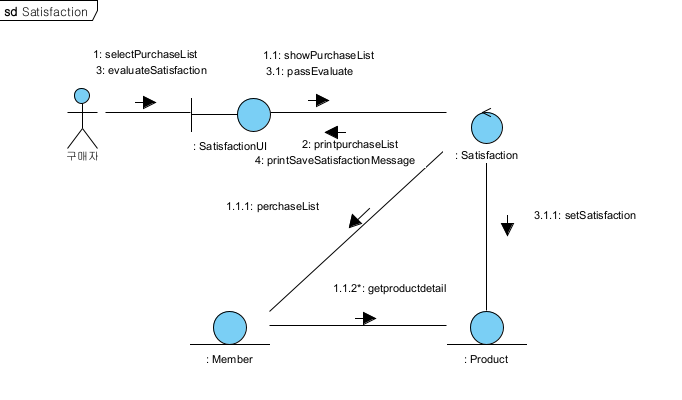 sd Satisfaction
1: selectPurchaseList
3: evaluateSatisfaction
1.1: showPurchaseList
3.1: passEvaluate
구매자
: SatisfactionUI
2: printpurchaseList
4: printSaveSatisfactionMessage
: Satisfaction
1.1.1: perchaseList
3.1.1: setSatisfaction
1.1.2*: getproductdetail
: Member
: Product